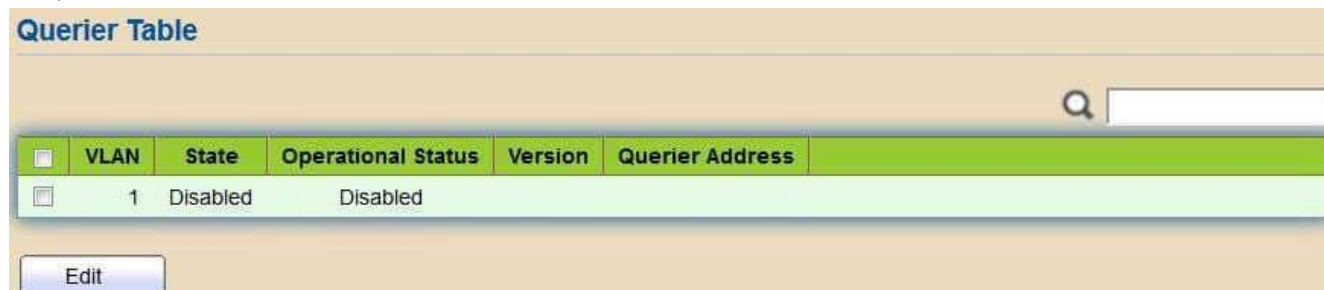 Querier Table
VLAN State Operational Status Version Querier Address
1 Disabled Disabled
Edit